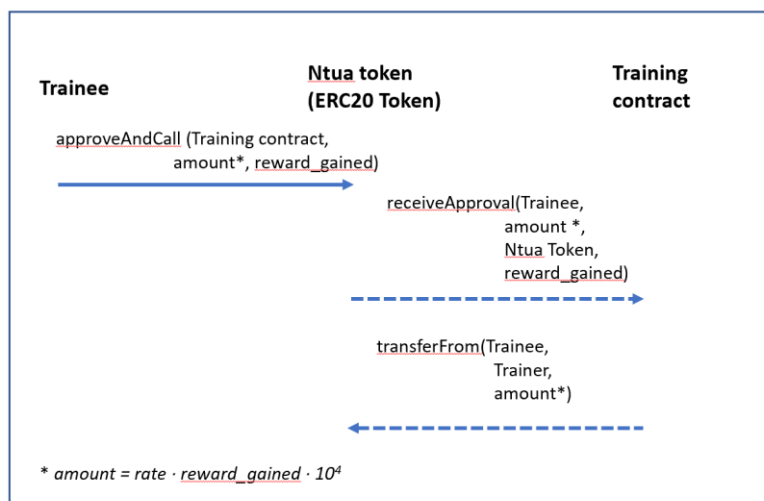 Trainee
Ntua token
(ERC20 Token)
Training
contract
approveAndCall (Training contract,
amount*, reward_gained)
receiveApproval(Trainee,
amount *,
Ntua Token,
reward_gained)
transferFrom(Trainee,
Trainer,
amount*)
* amount = rate · reward_gained · 10⁴